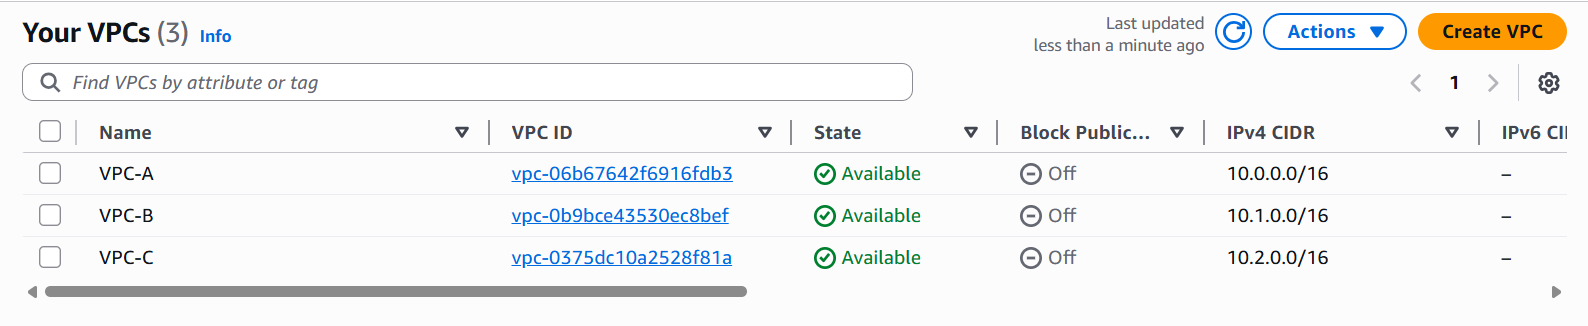 Your VPCs (3) Info
Last updated
less than a minute ago
Actions
Create VPC
Find VPCs by attribute or tag
1
Name VPC ID State Block Public... IPv4 CIDR IPv6 CI
VPC-A vpc-06b67642f6916fdb3 Available Off 10.0.0.0/16 –
VPC-B vpc-0b9bce43530ec8bef Available Off 10.1.0.0/16 –
VPC-C vpc-0375dc10a2528f81a Available Off 10.2.0.0/16 –